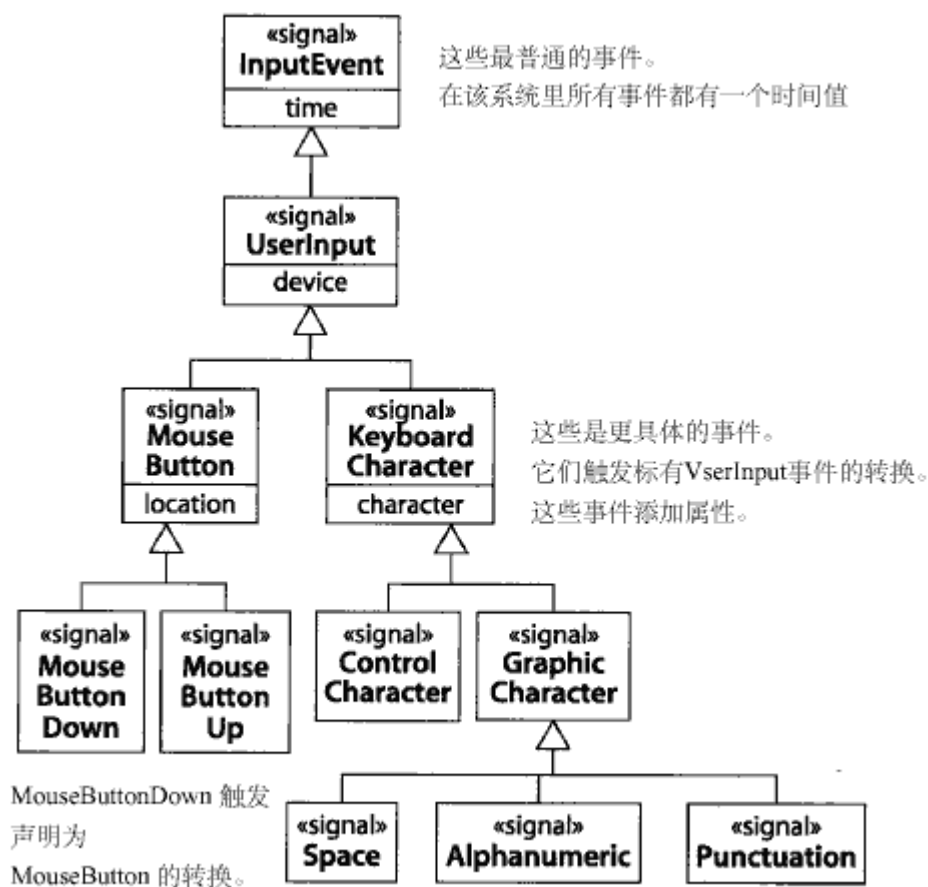 «signal»
InputEvent
time
这些最普通的事件。
在该系统里所有事件都有一个时间值
«signal»
UserInput
device
«signal»
Mouse
Button
location
«signal»
Keyboard
Character
character
这些是更具体的事件。
它们触发标有VserInput事件的转换。
这些事件添加属性。
«signal»
Mouse
Button
Down
«signal»
Mouse
Button
Up
«signal»
Control
Character
«signal»
Graphic
Character
MouseButtonDown 触发
声明为
MouseButton 的转换。
«signal»
Space
«signal»
Alphanumeric
«signal»
Punctuation